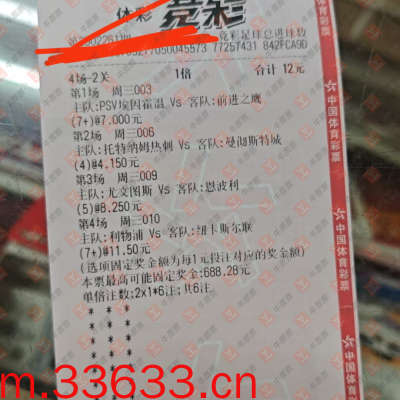 体彩 竞彩
竞彩足球总进球数
77257431 842FCA9D
4场-2关 1倍 合计 12元
第1场 周三003
主队:PSV埃因霍温 Vs 客队:前进之鹰
(7+)@7.000元
第2场 周三006
主队:托特纳姆热刺 Vs 客队:曼彻斯特城
(4)@4.150元
第3场 周三009
主队:尤文图斯 Vs 客队:恩波利
(5)@8.250元
第4场 周三010
主队:利物浦 Vs 客队:纽卡斯尔联
(7+)@11.50元
(选项固定奖金额为每1元投注对应的奖金额)
本票最高可能固定奖金:688.28元
单倍注数:2x1*6注;共6注
* * *
* * *
* * *
* * *
* * *
中国体育彩票
中国体育彩票
中国体育彩票
m.33633.cn